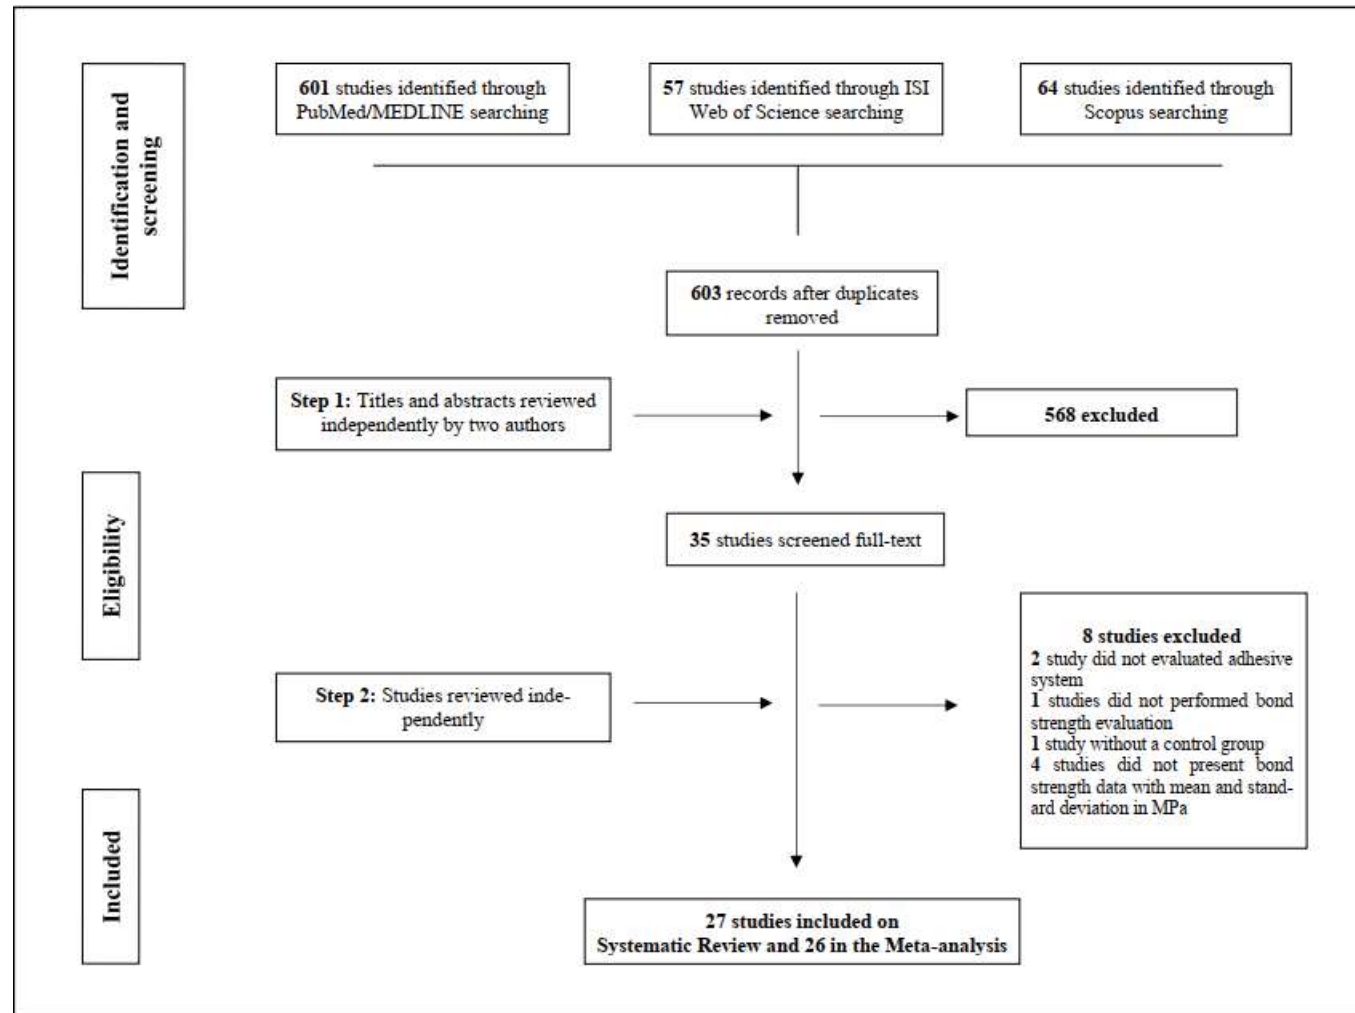 Identification and
screening
601 studies identified through
PubMed/MEDLINE searching
57 studies identified through ISI
Web of Science searching
64 studies identified through
Scopus searching
603 records after duplicates
removed
Step 1: Titles and abstracts reviewed
independently by two authors
568 excluded
Eligibility
35 studies screened full-text
8 studies excluded
2 study did not evaluated adhesive
system
1 studies did not performed bond
strength evaluation
1 study without a control group
4 studies did not present bond
strength data with mean and stand-
ard deviation in MPa
Step 2: Studies reviewed inde-
pendently
Included
27 studies included on
Systematic Review and 26 in the Meta-analysis